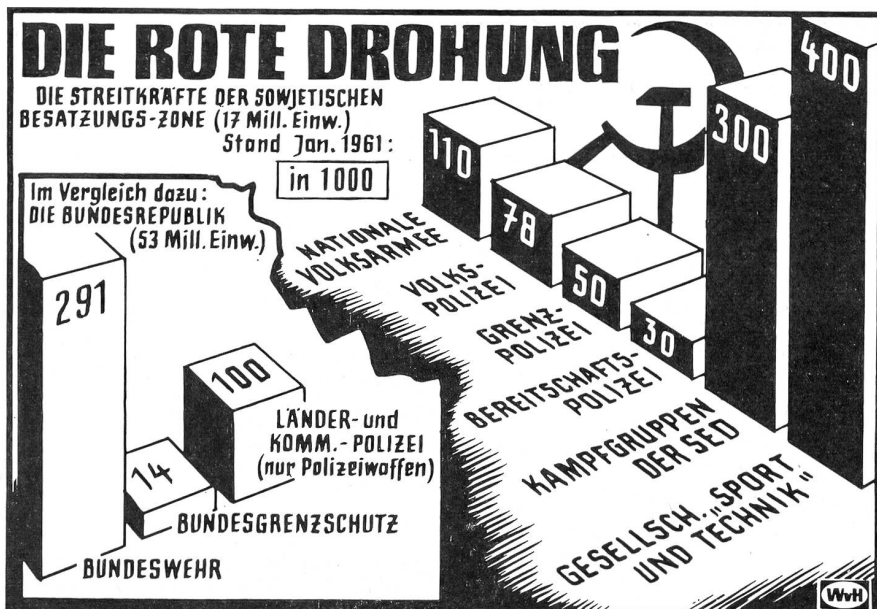 DIE ROTE DROHUNG
DIE STREITKRÄFTE DER SOWJETISCHEN
BESATZUNGS-ZONE (17 Mill. Einw.)
Stand Jan. 1961:
in 1000
Im Vergleich dazu:
DIE BUNDESREPUBLIK
(53 Mill. Einw.)
291
14
100
LÄNDER- und
KOMM.- POLIZEI
(nur Polizeiwaffen)
BUNDESGRENZSCHUTZ
BUNDESWEHR
110
78
50
30
300
400
NATIONALE
VOLKSARMEE
VOLKS-
POLIZEI
GRENZ-
POLIZEI
BEREITSCHAFTS-
POLIZEI
KAMPFGRUPPEN
DER SED
GESELLSCH. „SPORT
UND TECHNIK"
WvH